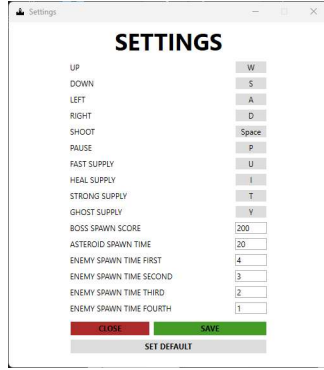 Settings
SETTINGS
UP W
DOWN S
LEFT A
RIGHT D
SHOOT Space
PAUSE P
FAST SUPPLY U
HEAL SUPPLY I
STRONG SUPPLY T
GHOST SUPPLY Y
BOSS SPAWN SCORE 200
ASTEROID SPAWN TIME 20
ENEMY SPAWN TIME FIRST 4
ENEMY SPAWN TIME SECOND 3
ENEMY SPAWN TIME THIRD 2
ENEMY SPAWN TIME FOURTH 1
CLOSE SAVE
SET DEFAULT